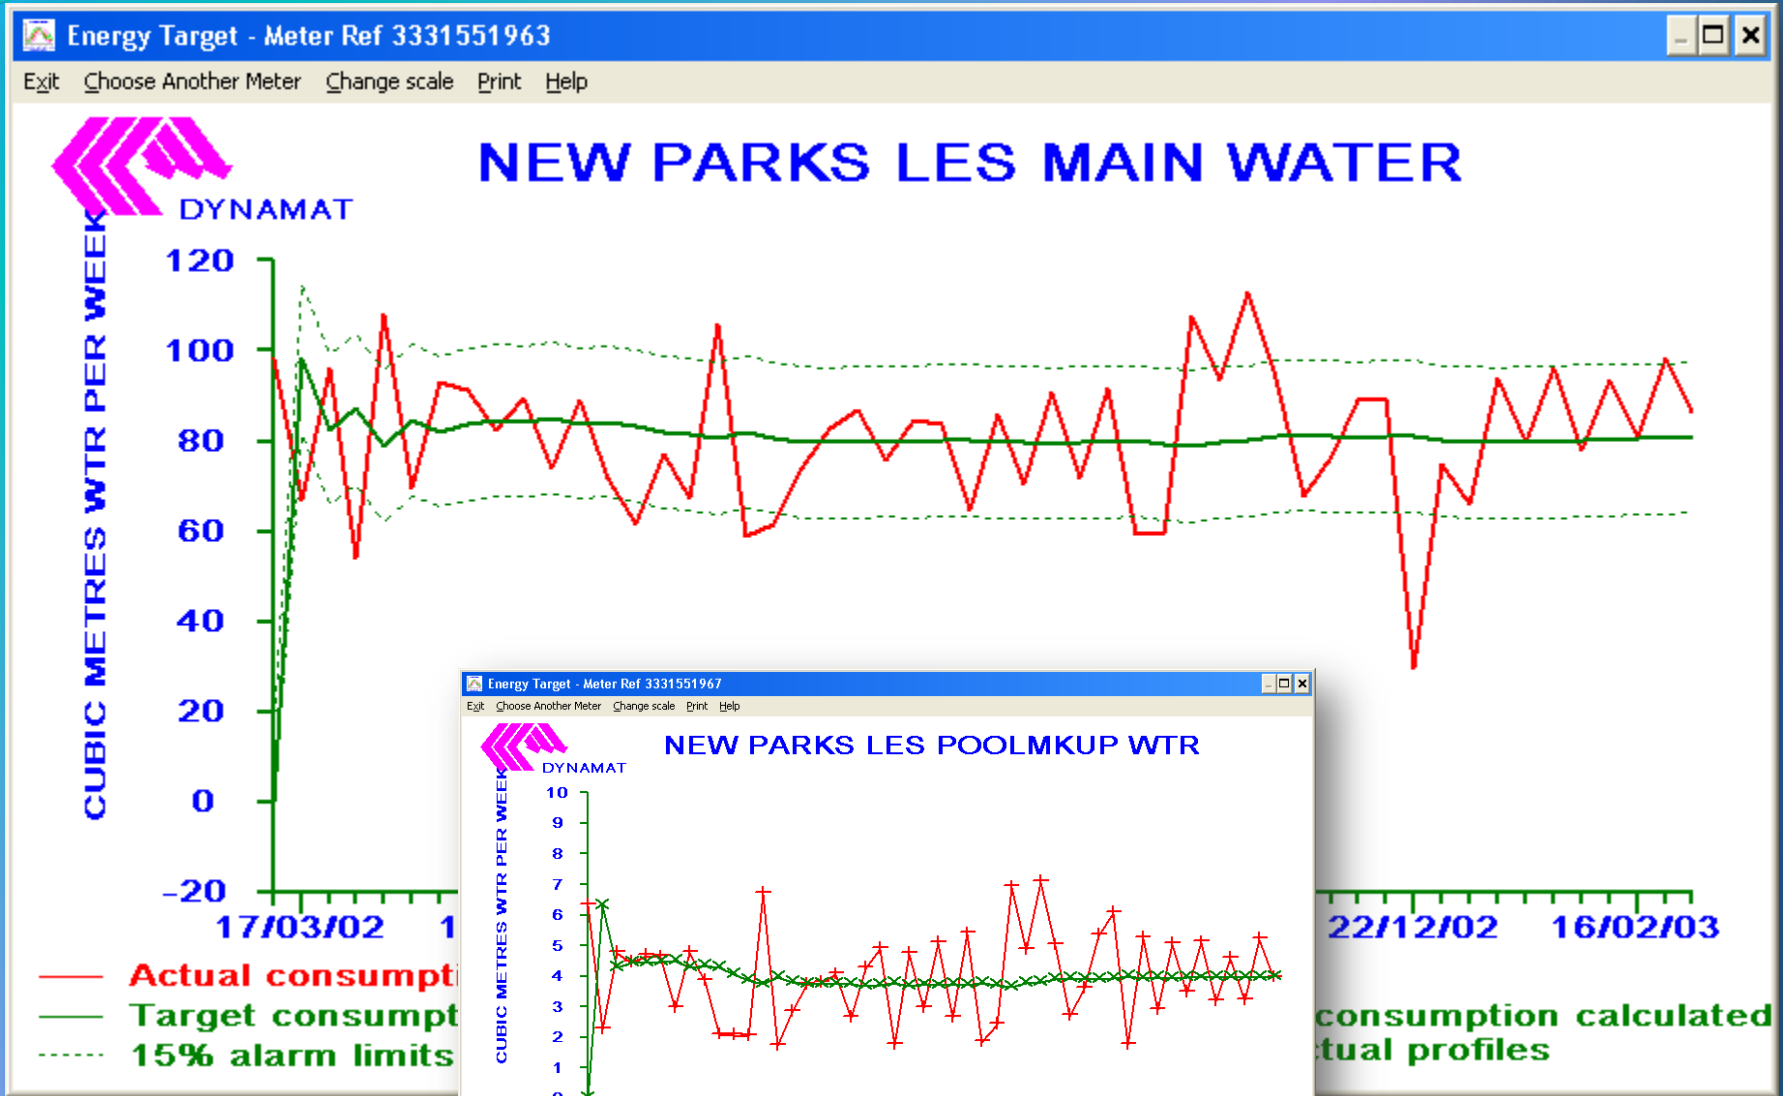 Energy Target - Meter Ref 3331551963
Exit Choose Another Meter Change scale Print Help
DYNAMAT
NEW PARKS LES MAIN WATER
CUBIC METRES WTR PER WEEK
120
100
80
60
40
20
0
-20
17/03/02 1
22/12/02 16/02/03
Actual consumpti
Target consumpt
15% alarm limits
consumption calculated
tual profiles
Energy Target - Meter Ref 3331551967
Exit Choose Another Meter Change scale Print Help
DYNAMAT
NEW PARKS LES POOLMKUP WTR
CUBIC METRES WTR PER WEEK
10
9
8
7
6
5
4
3
2
1
0